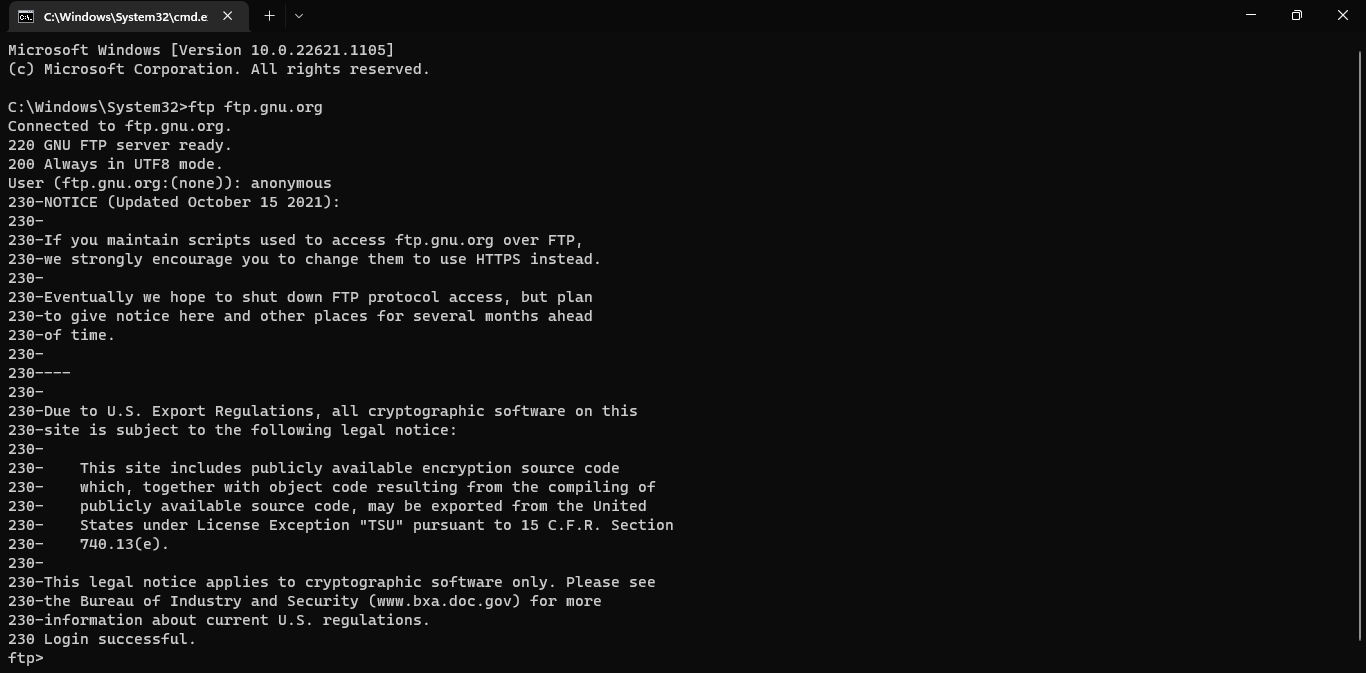 C:\Windows\System32\cmd.e
Microsoft Windows [Version 10.0.22621.1105]
(c) Microsoft Corporation. All rights reserved.
C:\Windows\System32>ftp ftp.gnu.org
Connected to ftp.gnu.org.
220 GNU FTP server ready.
200 Always in UTF8 mode.
User (ftp.gnu.org:(none)): anonymous
230-NOTICE (Updated October 15 2021):
230-
230-If you maintain scripts used to access ftp.gnu.org over FTP,
230-we strongly encourage you to change them to use HTTPS instead.
230-
230-Eventually we hope to shut down FTP protocol access, but plan
230-to give notice here and other places for several months ahead
230-of time.
230-
230----
230-
230-Due to U.S. Export Regulations, all cryptographic software on this
230-site is subject to the following legal notice:
230-
230-    This site includes publicly available encryption source code
230-    which, together with object code resulting from the compiling of
230-    publicly available source code, may be exported from the United
230-    States under License Exception "TSU" pursuant to 15 C.F.R. Section
230-    740.13(e).
230-
230-This legal notice applies to cryptographic software only. Please see
230-the Bureau of Industry and Security (www.bxa.doc.gov) for more
230-information about current U.S. regulations.
230 Login successful.
ftp>